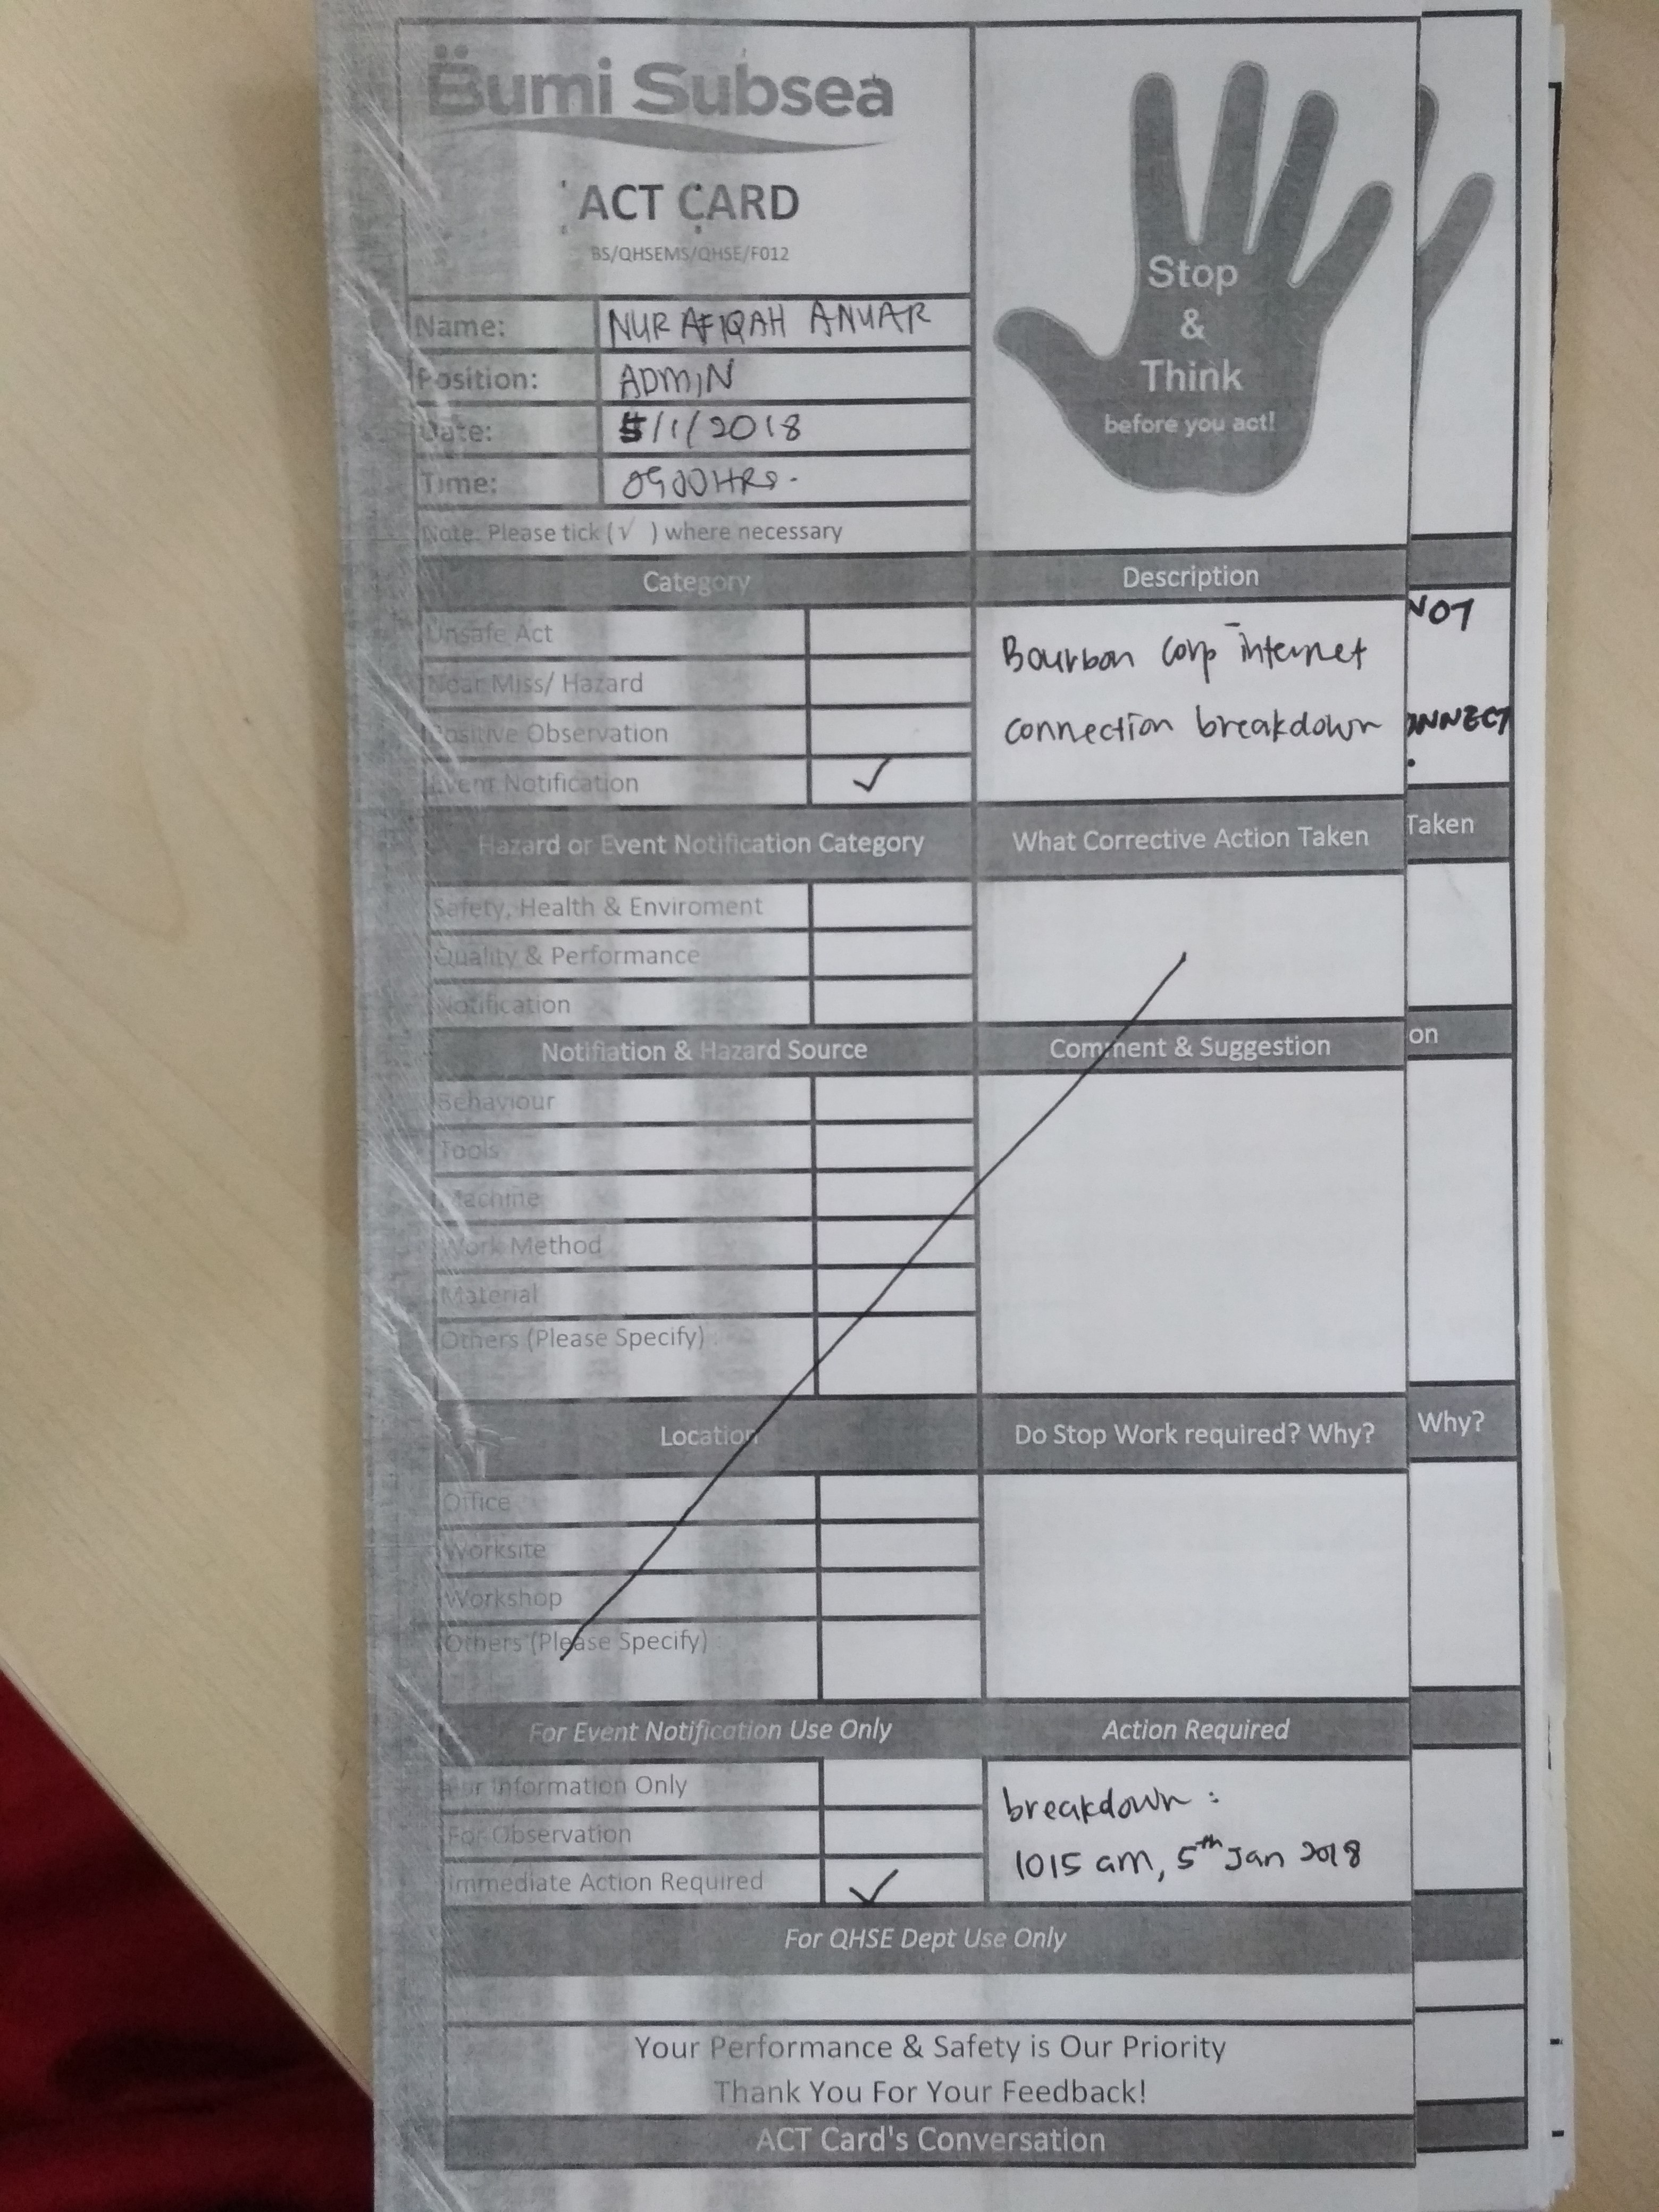 Bumi Subsea
ACT CARD
BS/QHSEMS/QHSE/F012
Stop
&
Think
before you act!
Name: NUR AFIQAH ANUAR
Position: ADMIN
Date: 5/1/2018
Time: 0900HRS.
Note: Please tick (√ ) where necessary
Category
Description
Unsafe Act
Near Miss/ Hazard
Positive Observation
Event Notification ✓
Bourbon Corp internet
connection breakdown
Hazard or Event Notification Category
What Corrective Action Taken
Safety, Health & Enviroment
Quality & Performance
Notification
Notifiation & Hazard Source
Comment & Suggestion
Behaviour
Tools
Machine
Work Method
Material
Others (Please Specify) :
Location
Do Stop Work required? Why?
Office
Worksite
Workshop
Others (Please Specify) :
For Event Notification Use Only
Action Required
For Information Only
For Observation
Immediate Action Required ✓
breakdown :
1015 am, 5th Jan 2018
For QHSE Dept Use Only
Your Performance & Safety is Our Priority
Thank You For Your Feedback!
ACT Card's Conversation
NOT
ONNECT
.
Taken
on
Why?